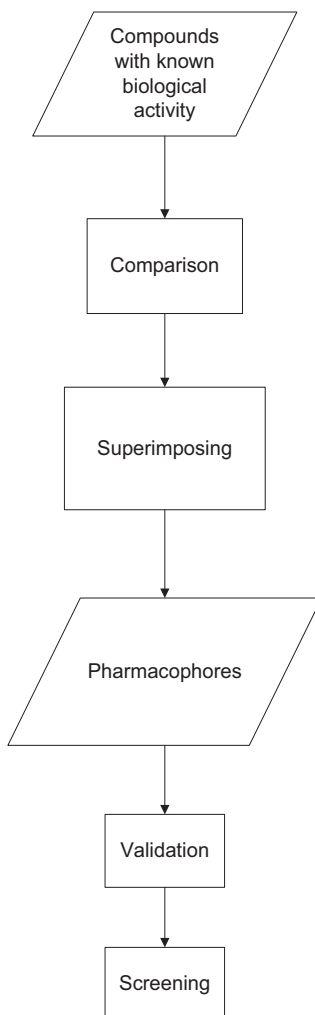 Compounds
with known
biological
activity
Comparison
Superimposing
Pharmacophores
Validation
Screening